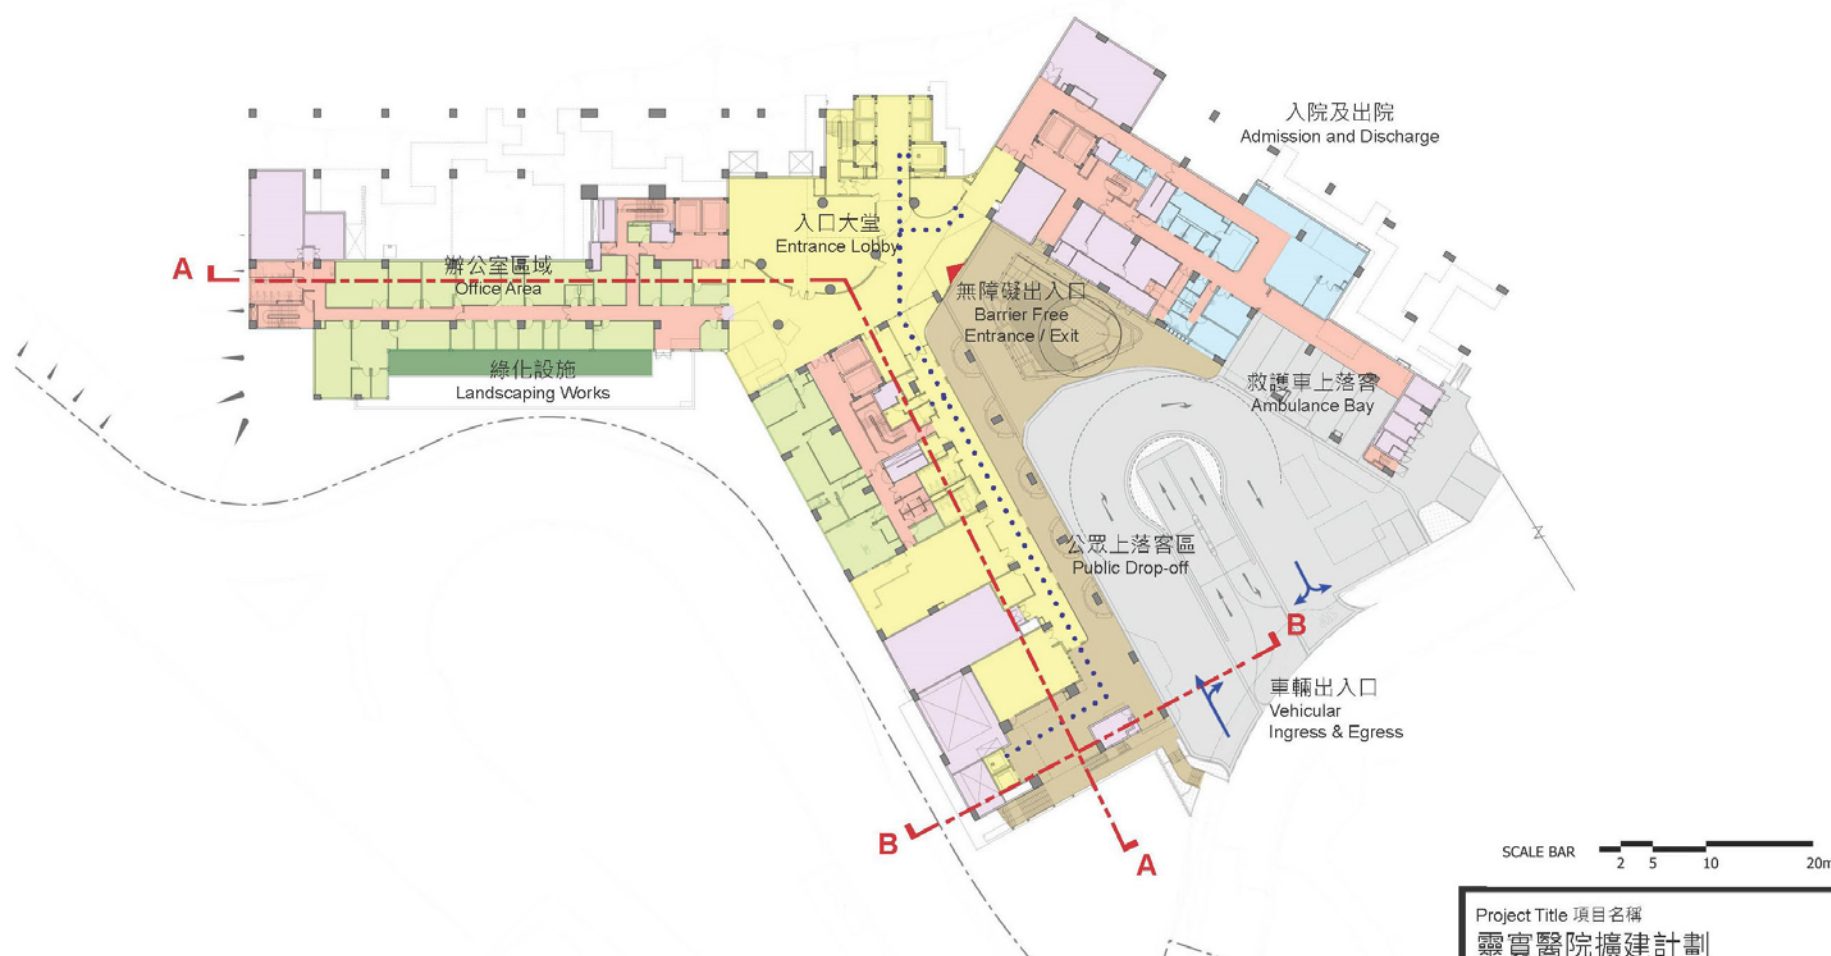 入院及出院
Admission and Discharge
入口大堂
Entrance Lobby
A
辦公室區域
Office Area
無障礙出入口
Barrier Free
Entrance / Exit
綠化設施
Landscaping Works
救護車上落客
Ambulance Bay
公眾上落客區
Public Drop-off
B
車輛出入口
Vehicular
Ingress & Egress
B
A
SCALE BAR
2 5 10 20m
Project Title 項目名稱
靈實醫院擴建計劃